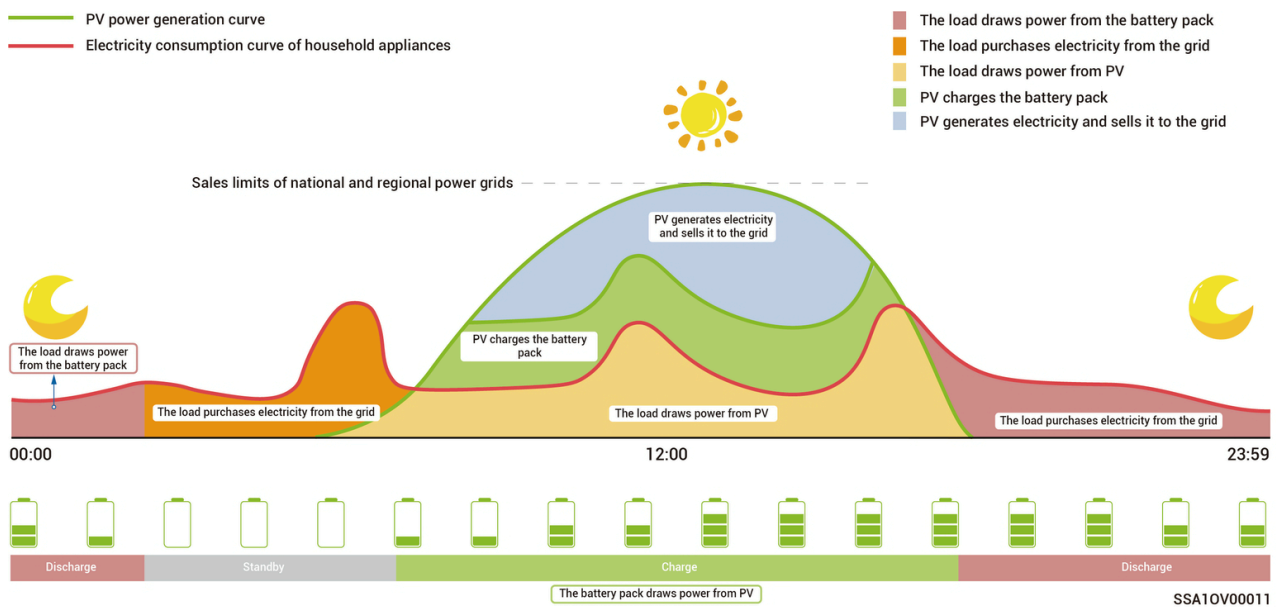 PV power generation curve
Electricity consumption curve of household appliances
The load draws power from the battery pack
The load purchases electricity from the grid
The load draws power from PV
PV charges the battery pack
PV generates electricity and sells it to the grid
Sales limits of national and regional power grids
PV generates electricity
and sells it to the grid
The load draws power
from the battery pack
PV charges the battery
pack
The load purchases electricity from the grid
The load draws power from PV
The load purchases electricity from the grid
00:00
12:00
23:59
Discharge
Standby
Charge
Discharge
The battery pack draws power from PV
SSA1OV00011